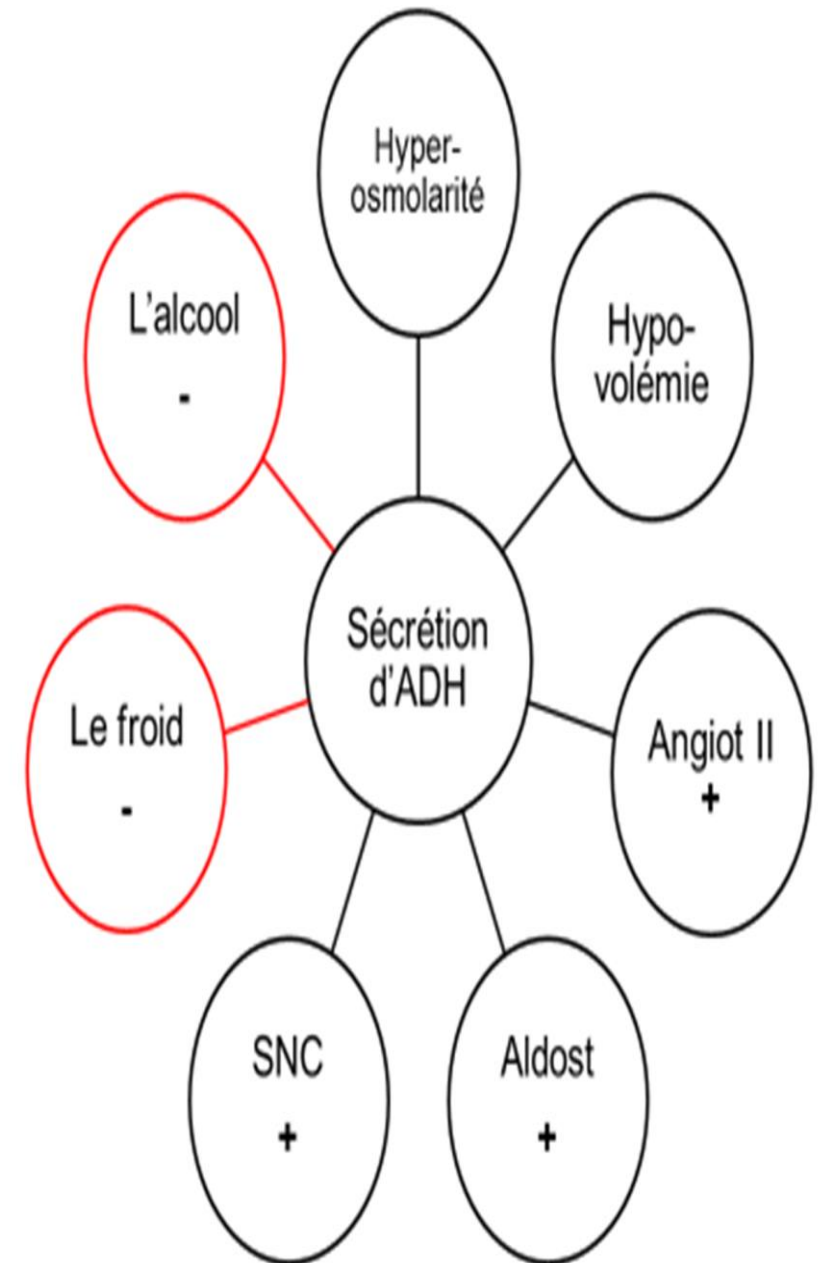 Hyper-
osmolarité
Hypo-
volémie
L'alcool
-
Sécrétion
d'ADH
Le froid
-
Angiot II
+
SNC
+
Aldost
+